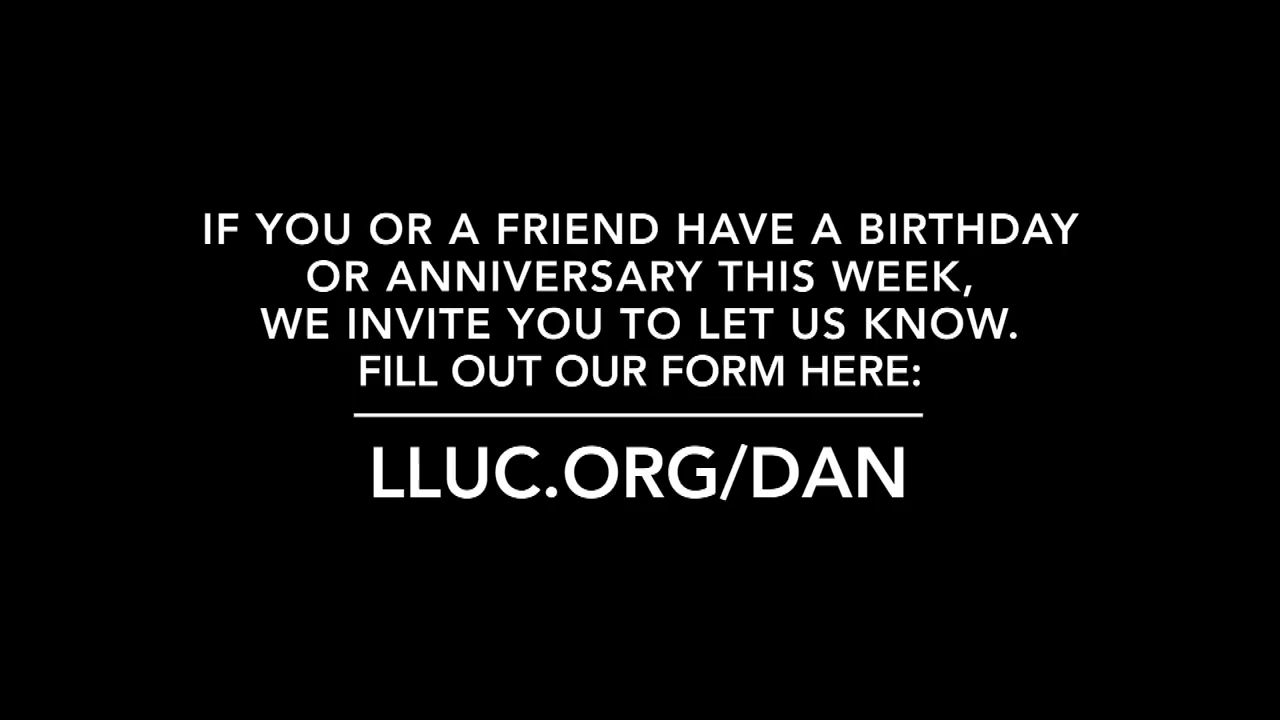 IF YOU OR A FRIEND HAVE A BIRTHDAY
OR ANNIVERSARY THIS WEEK,
WE INVITE YOU TO LET US KNOW.
FILL OUT OUR FORM HERE:
LLUC.ORG/DAN